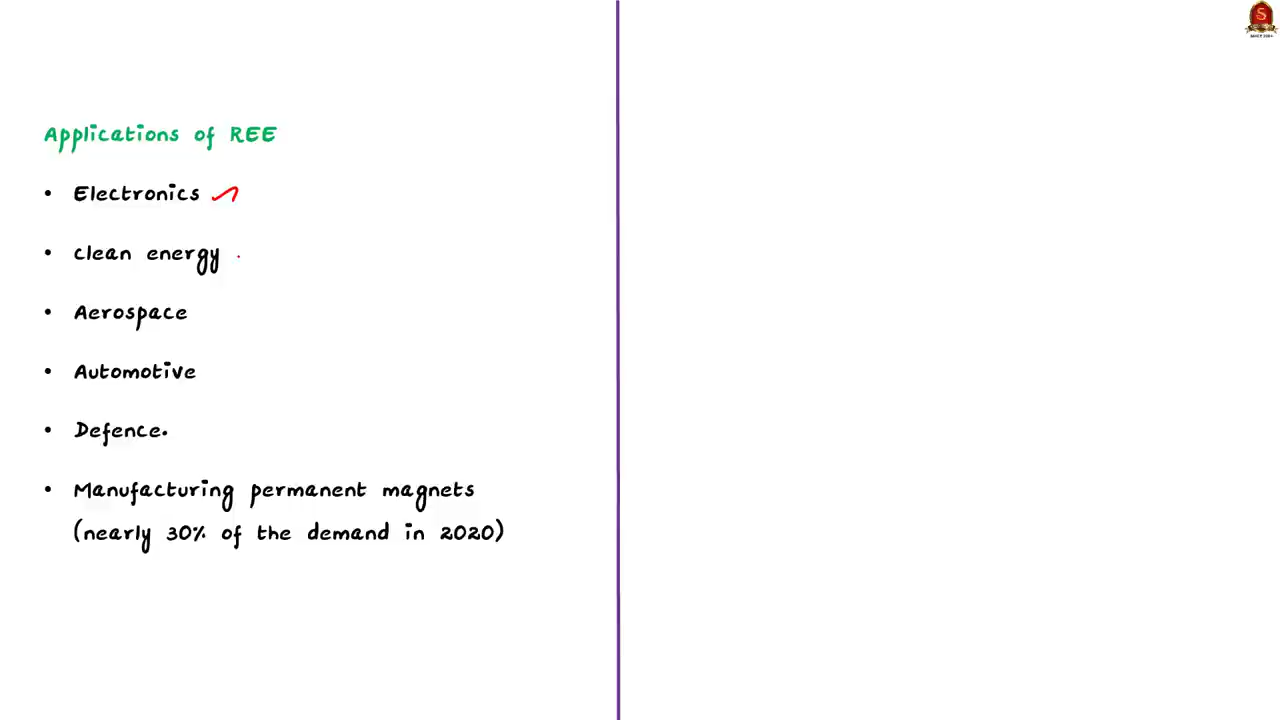 Applications of REE
• Electronics
• Clean energy
• Aerospace
• Automotive
• Defence.
• Manufacturing permanent magnets
(nearly 30% of the demand in 2020)
S